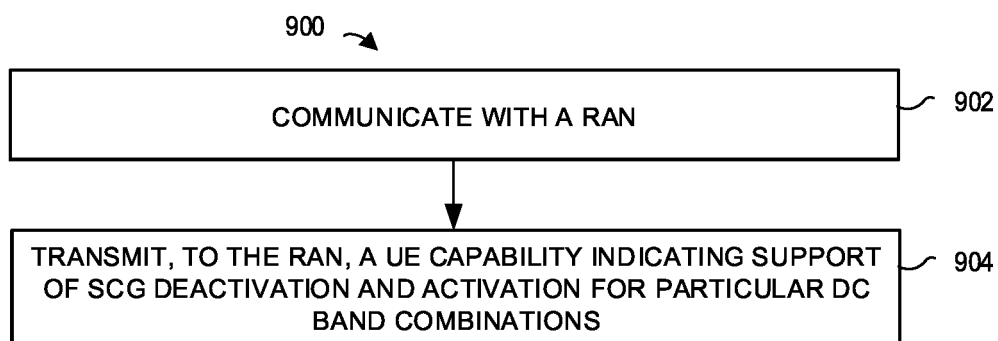 900
COMMUNICATE WITH A RAN
902
TRANSMIT, TO THE RAN, A UE CAPABILITY INDICATING SUPPORT
OF SCG DEACTIVATION AND ACTIVATION FOR PARTICULAR DC
BAND COMBINATIONS
904